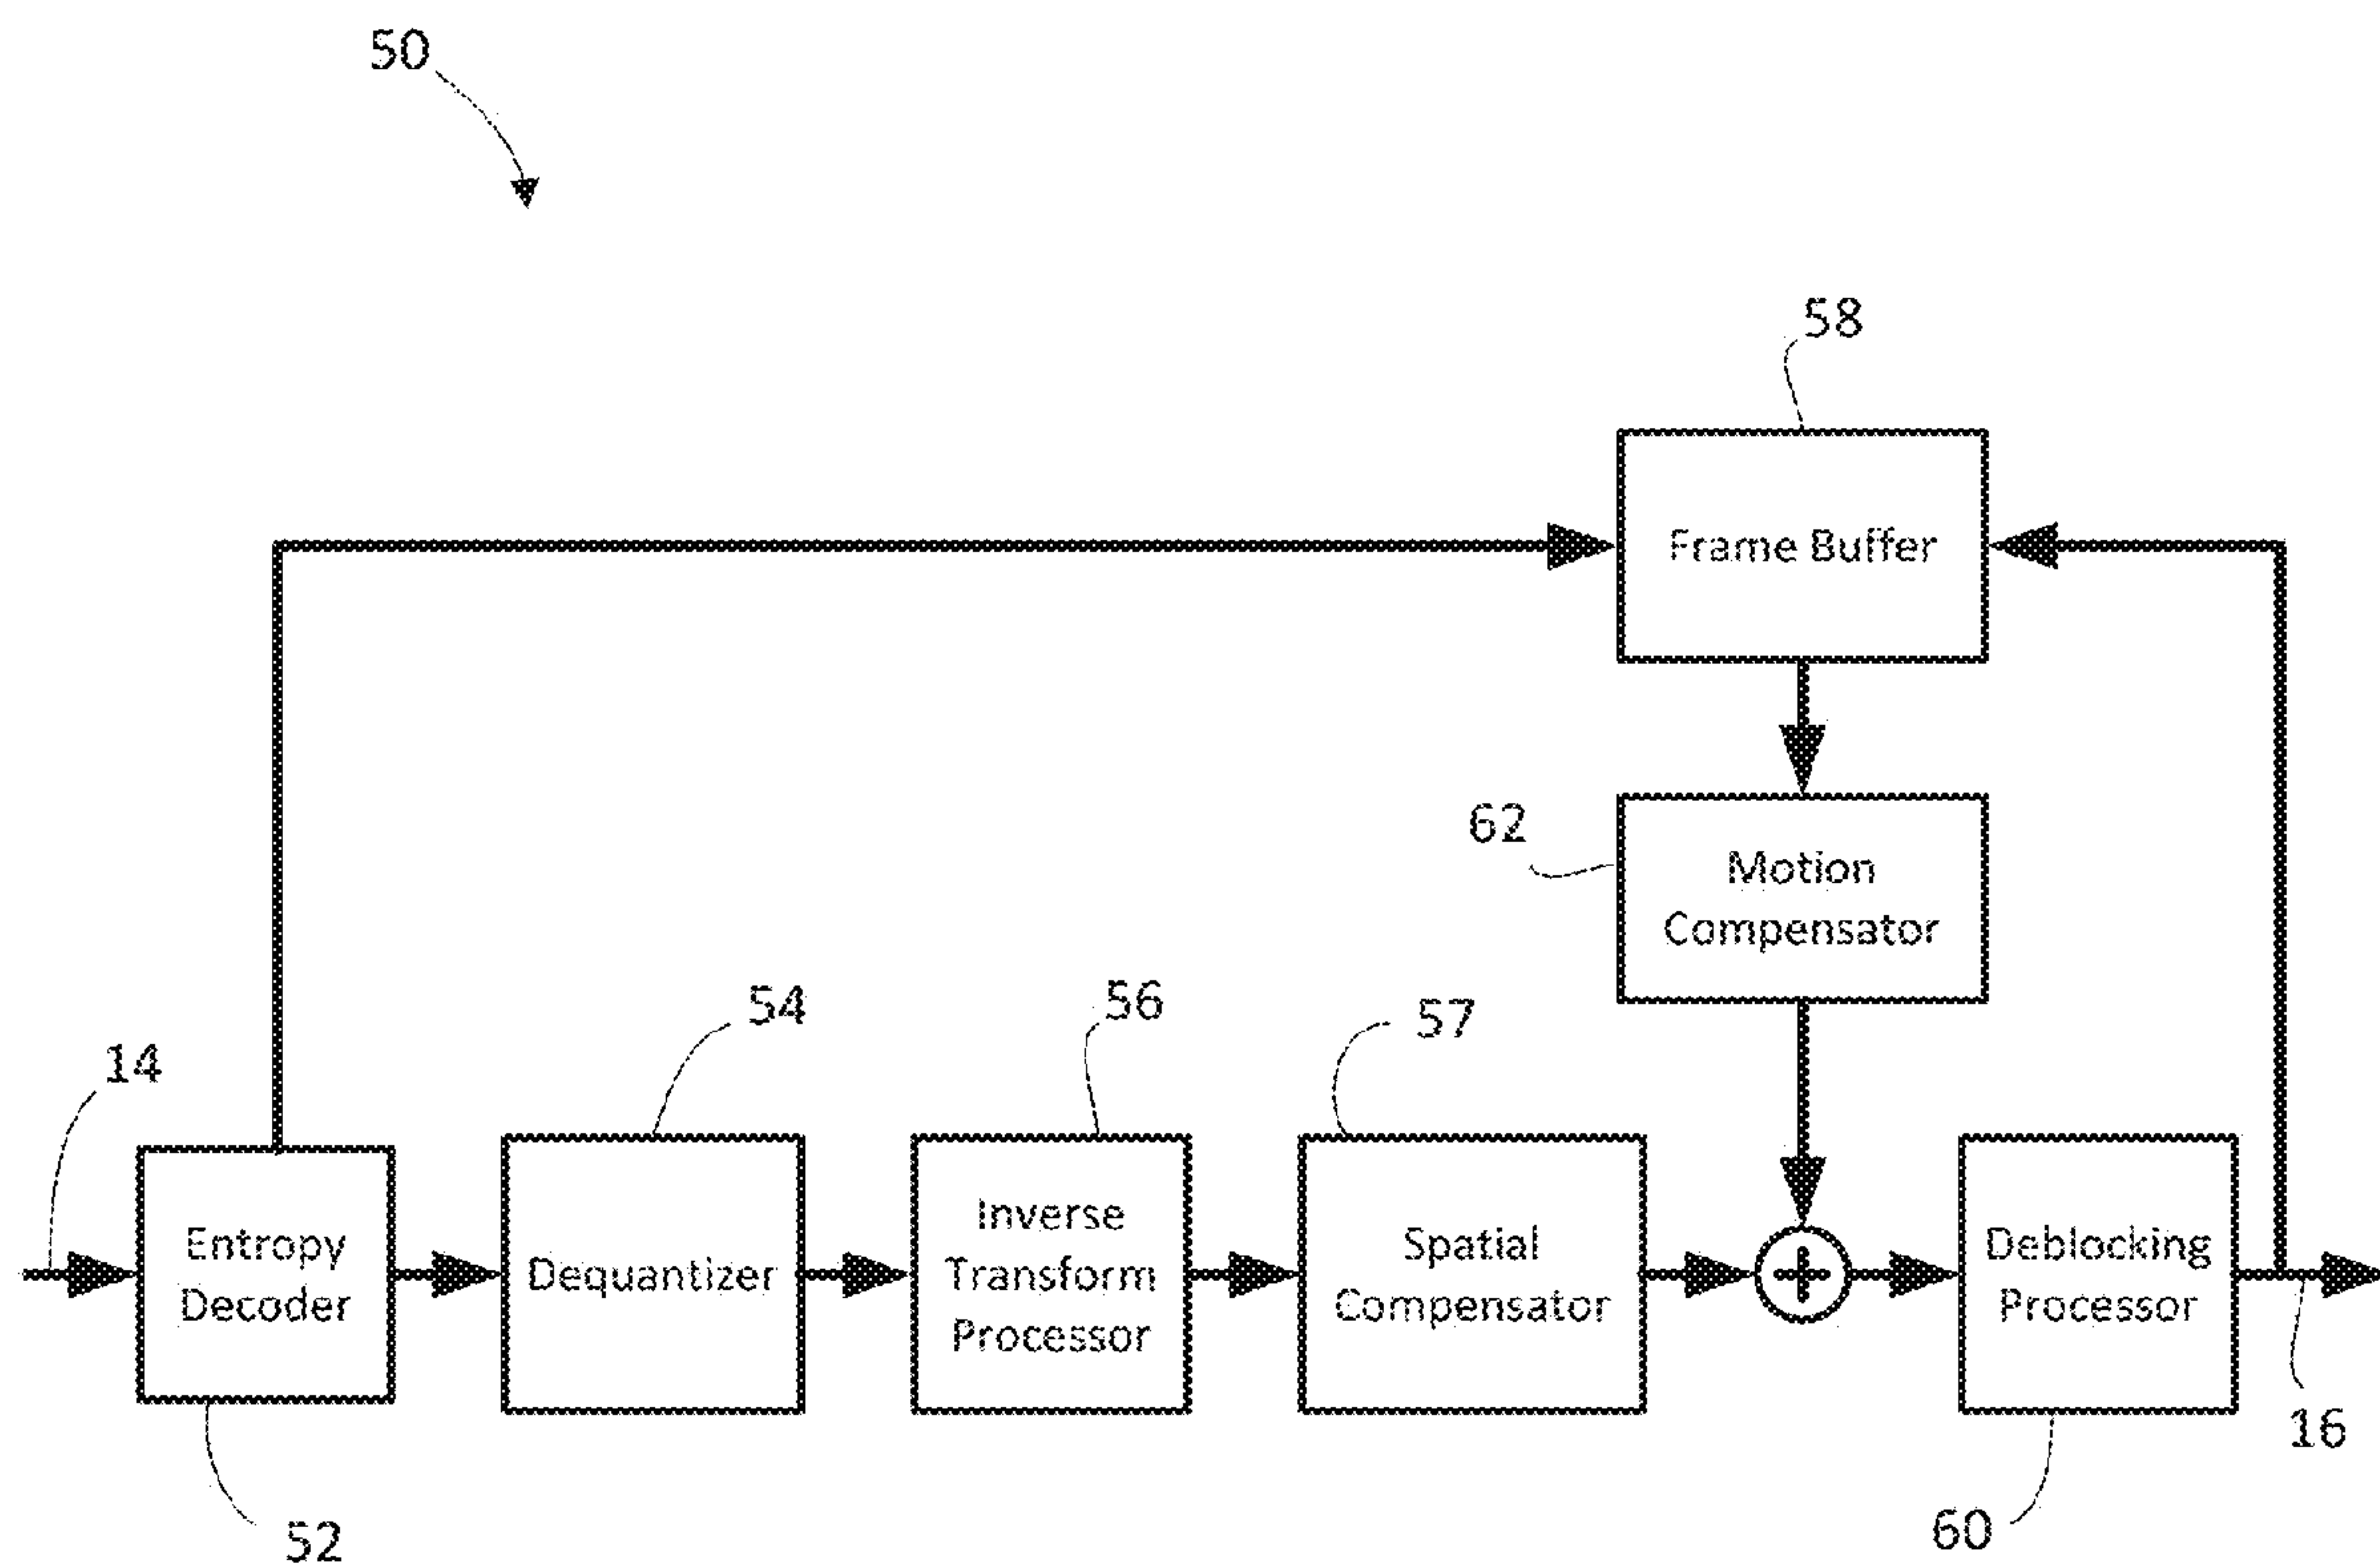 50
58
Frame Buffer
62
Motion
Compensator
54
56
57
14
Entropy
Decoder
Dequantizer
Inverse
Transform
Processor
Spatial
Compensator
+
Deblocking
Processor
16
52
60